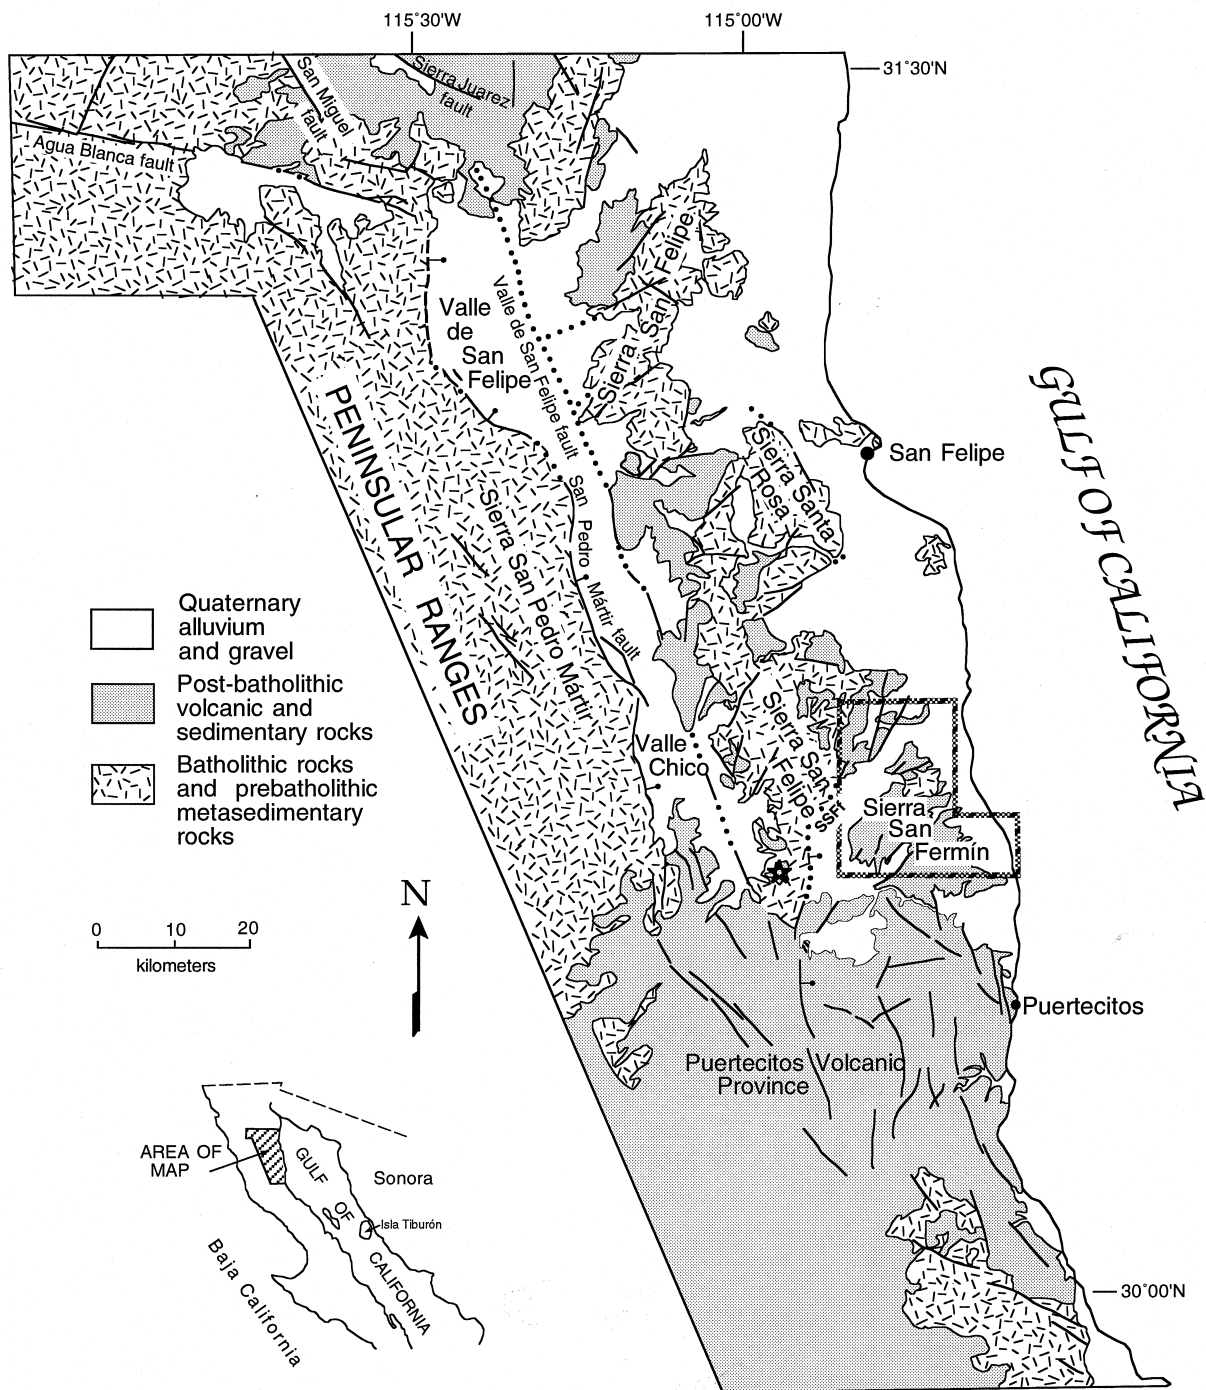 115°30'W
115°00'W
31°30'N
San Miguel
fault
Sierra Juarez
fault
Agua Blanca fault
Valle
de
San
Felipe
Valle de San Felipe fault
Sierra San Felipe
San Felipe
GULF OF CALIFORNIA
PENINSULAR RANGES
Sierra San Pedro Mártir
San Pedro Mártir fault
Sierra Santa
Rosa
Quaternary
alluvium
and gravel
Post-batholithic
volcanic and
sedimentary rocks
Batholithic rocks
and prebatholithic
metasedimentary
rocks
Valle
Chico
Sierra San
Felipe
SSFf
Sierra
San
Fermín
N
0 10 20
kilometers
Puertecitos
Puertecitos Volcanic
Province
AREA OF
MAP
GULF
OF
CALIFORNIA
Sonora
Isla Tiburón
Baja California
30°00'N